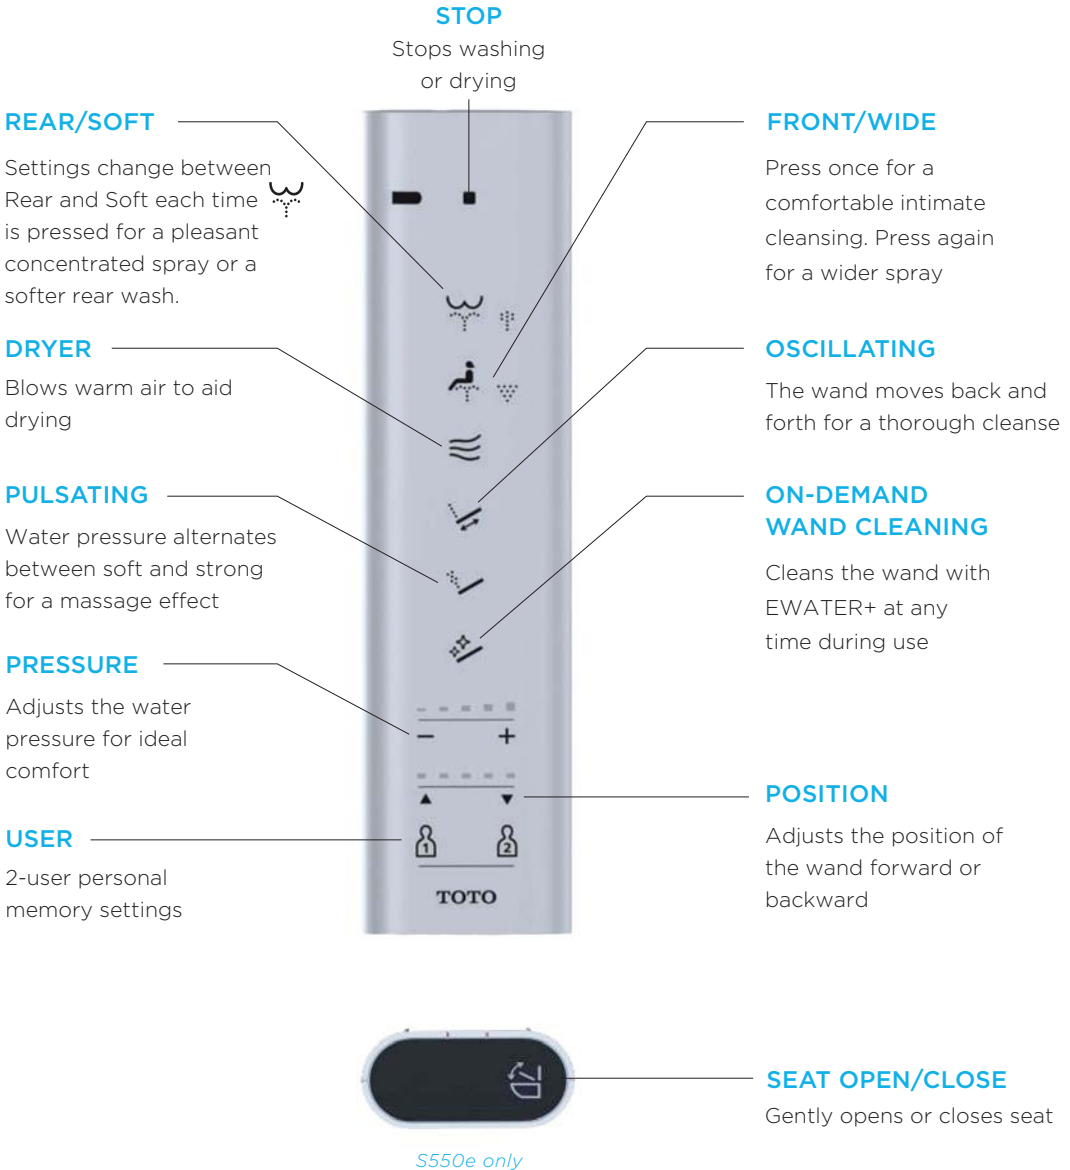 STOP
Stops washing
or drying
REAR/SOFT
Settings change between
Rear and Soft each time
is pressed for a pleasant
concentrated spray or a
softer rear wash.
DRYER
Blows warm air to aid
drying
PULSATING
Water pressure alternates
between soft and strong
for a massage effect
PRESSURE
Adjusts the water
pressure for ideal
comfort
USER
2-user personal
memory settings
− +
1 2
TOTO
FRONT/WIDE
Press once for a
comfortable intimate
cleansing. Press again
for a wider spray
OSCILLATING
The wand moves back and
forth for a thorough cleanse
ON-DEMAND
WAND CLEANING
Cleans the wand with
EWATER+ at any
time during use
POSITION
Adjusts the position of
the wand forward or
backward
SEAT OPEN/CLOSE
Gently opens or closes seat
S550e only